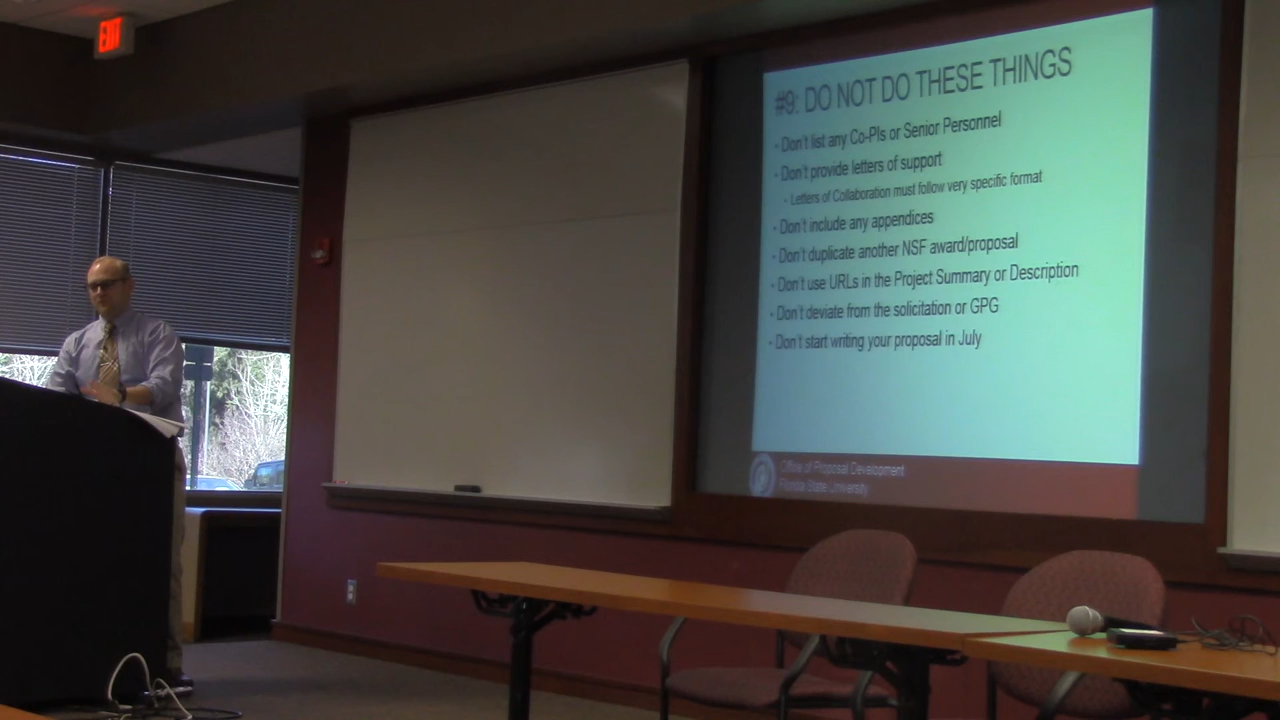 EXIT
#9: DO NOT DO THESE THINGS
• Don't list any Co-PIs or Senior Personnel
• Don't provide letters of support
• Letters of Collaboration must follow very specific format
• Don't include any appendices
• Don't duplicate another NSF award/proposal
• Don't use URLs in the Project Summary or Description
• Don't deviate from the solicitation or GPG
• Don't start writing your proposal in July
Office of Proposal Development
Florida State University